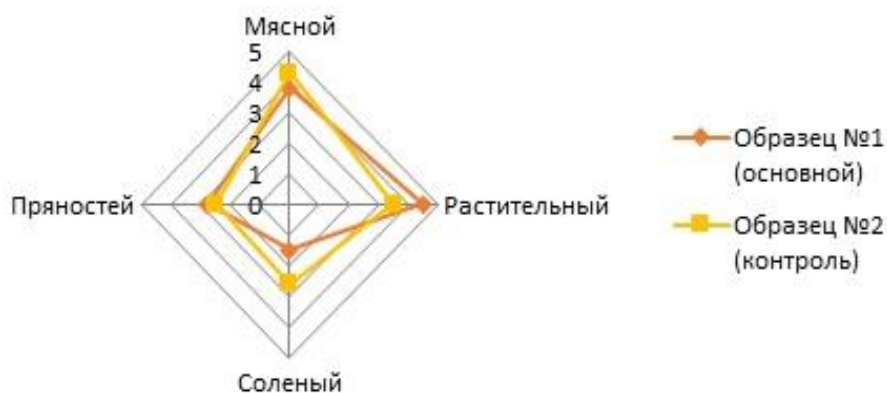 Мясной
5
4
3
2
1
0
Пряностей
Растительный
Соленый
Образец №1
(основной)
Образец №2
(контроль)